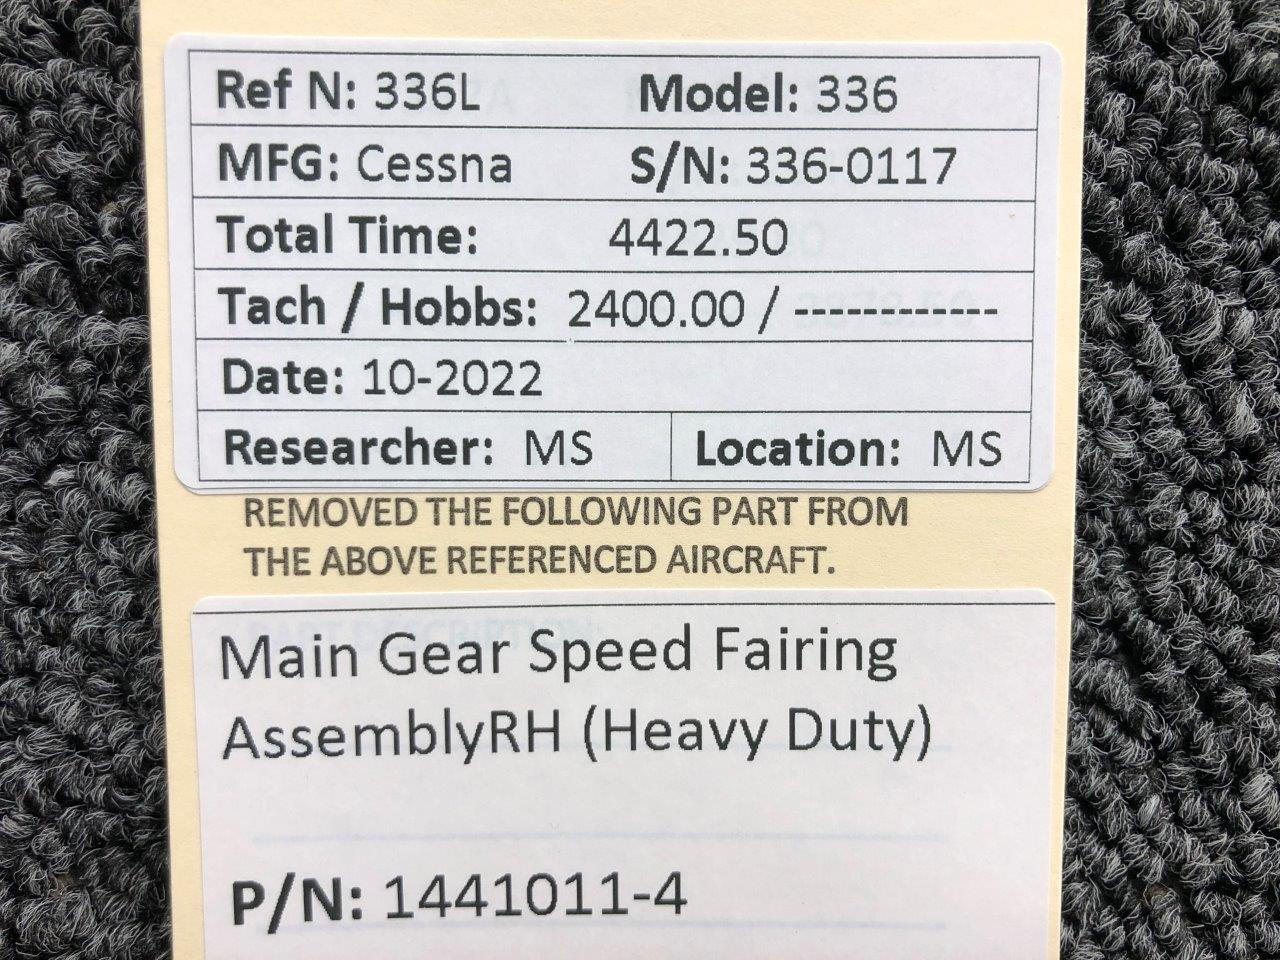 Ref N: 336L Model: 336
MFG: Cessna S/N: 336-0117
Total Time: 4422.50
Tach / Hobbs: 2400.00 / ------------
Date: 10-2022
Researcher: MS Location: MS
REMOVED THE FOLLOWING PART FROM
THE ABOVE REFERENCED AIRCRAFT.
Main Gear Speed Fairing
AssemblyRH (Heavy Duty)
P/N: 1441011-4